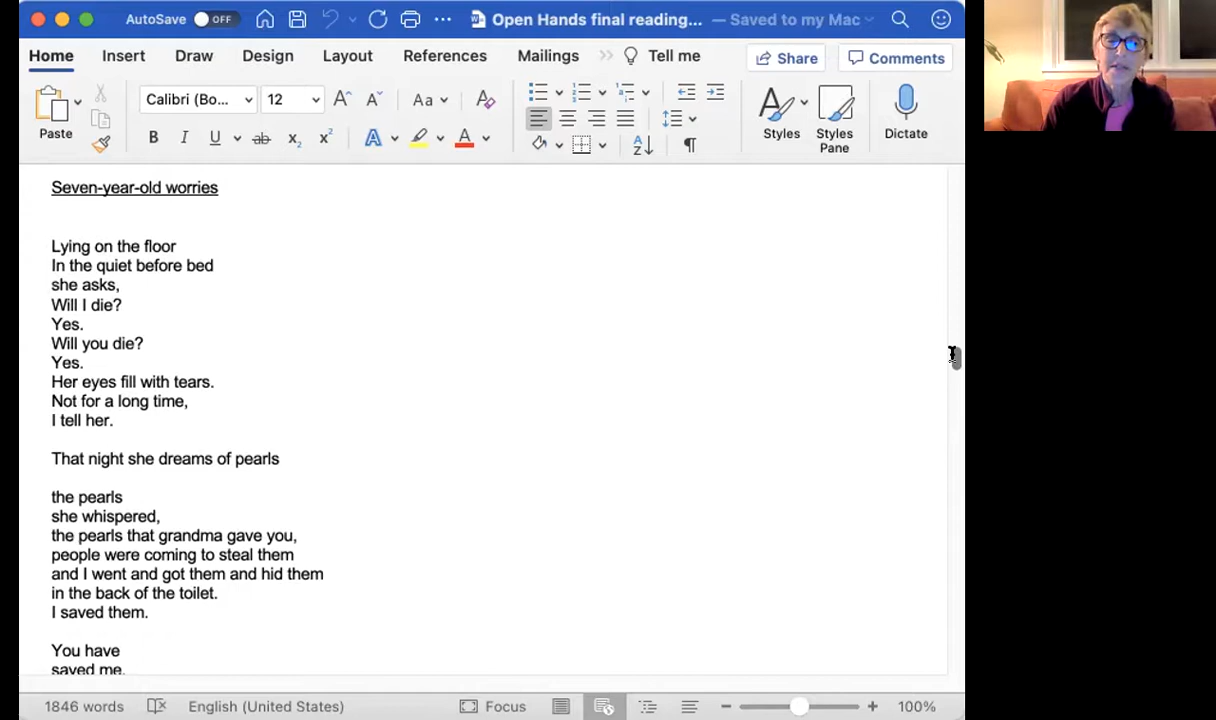 AutoSave OFF Open Hands final reading... — Saved to my Mac
Home Insert Draw Design Layout References Mailings Tell me Share Comments
Calibri (Bo... 12 Aa
Paste B I U ab x2 x2 A A Styles Styles Pane Dictate
Seven-year-old worries
Lying on the floor
In the quiet before bed
she asks,
Will I die?
Yes.
Will you die?
Yes.
Her eyes fill with tears.
Not for a long time,
I tell her.
That night she dreams of pearls
the pearls
she whispered,
the pearls that grandma gave you,
people were coming to steal them
and I went and got them and hid them
in the back of the toilet.
I saved them.
You have
saved me.
1846 words English (United States) Focus 100%